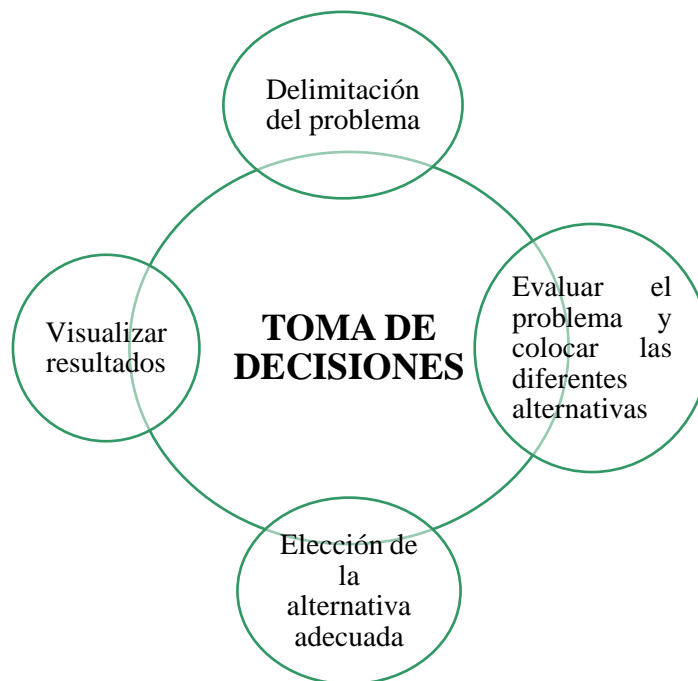 Delimitación
del problema
Evaluar el
problema y
colocar las
diferentes
alternativas
TOMA DE
DECISIONES
Visualizar
resultados
Elección de
la
alternativa
adecuada